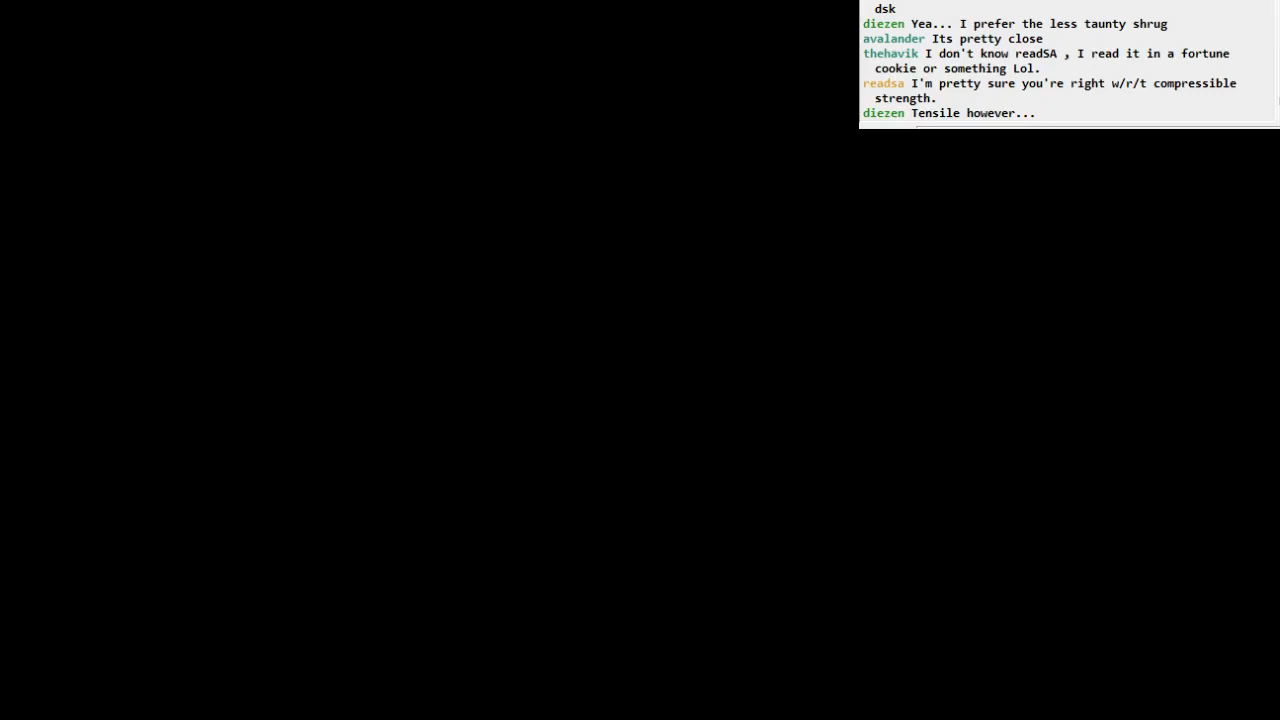 dsk
diezen Yea... I prefer the less taunty shrug
avalander Its pretty close
thehavik I don't know readSA , I read it in a fortune
cookie or something Lol.
readsa I'm pretty sure you're right w/r/t compressible
strength.
diezen Tensile however...